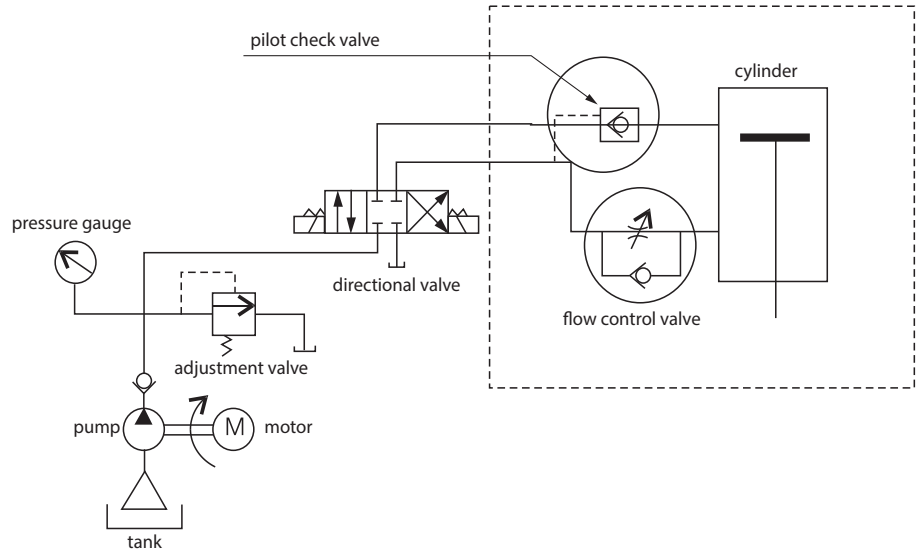 pilot check valve
cylinder
pressure gauge
directional valve
flow control valve
adjustment valve
pump
M
motor
tank